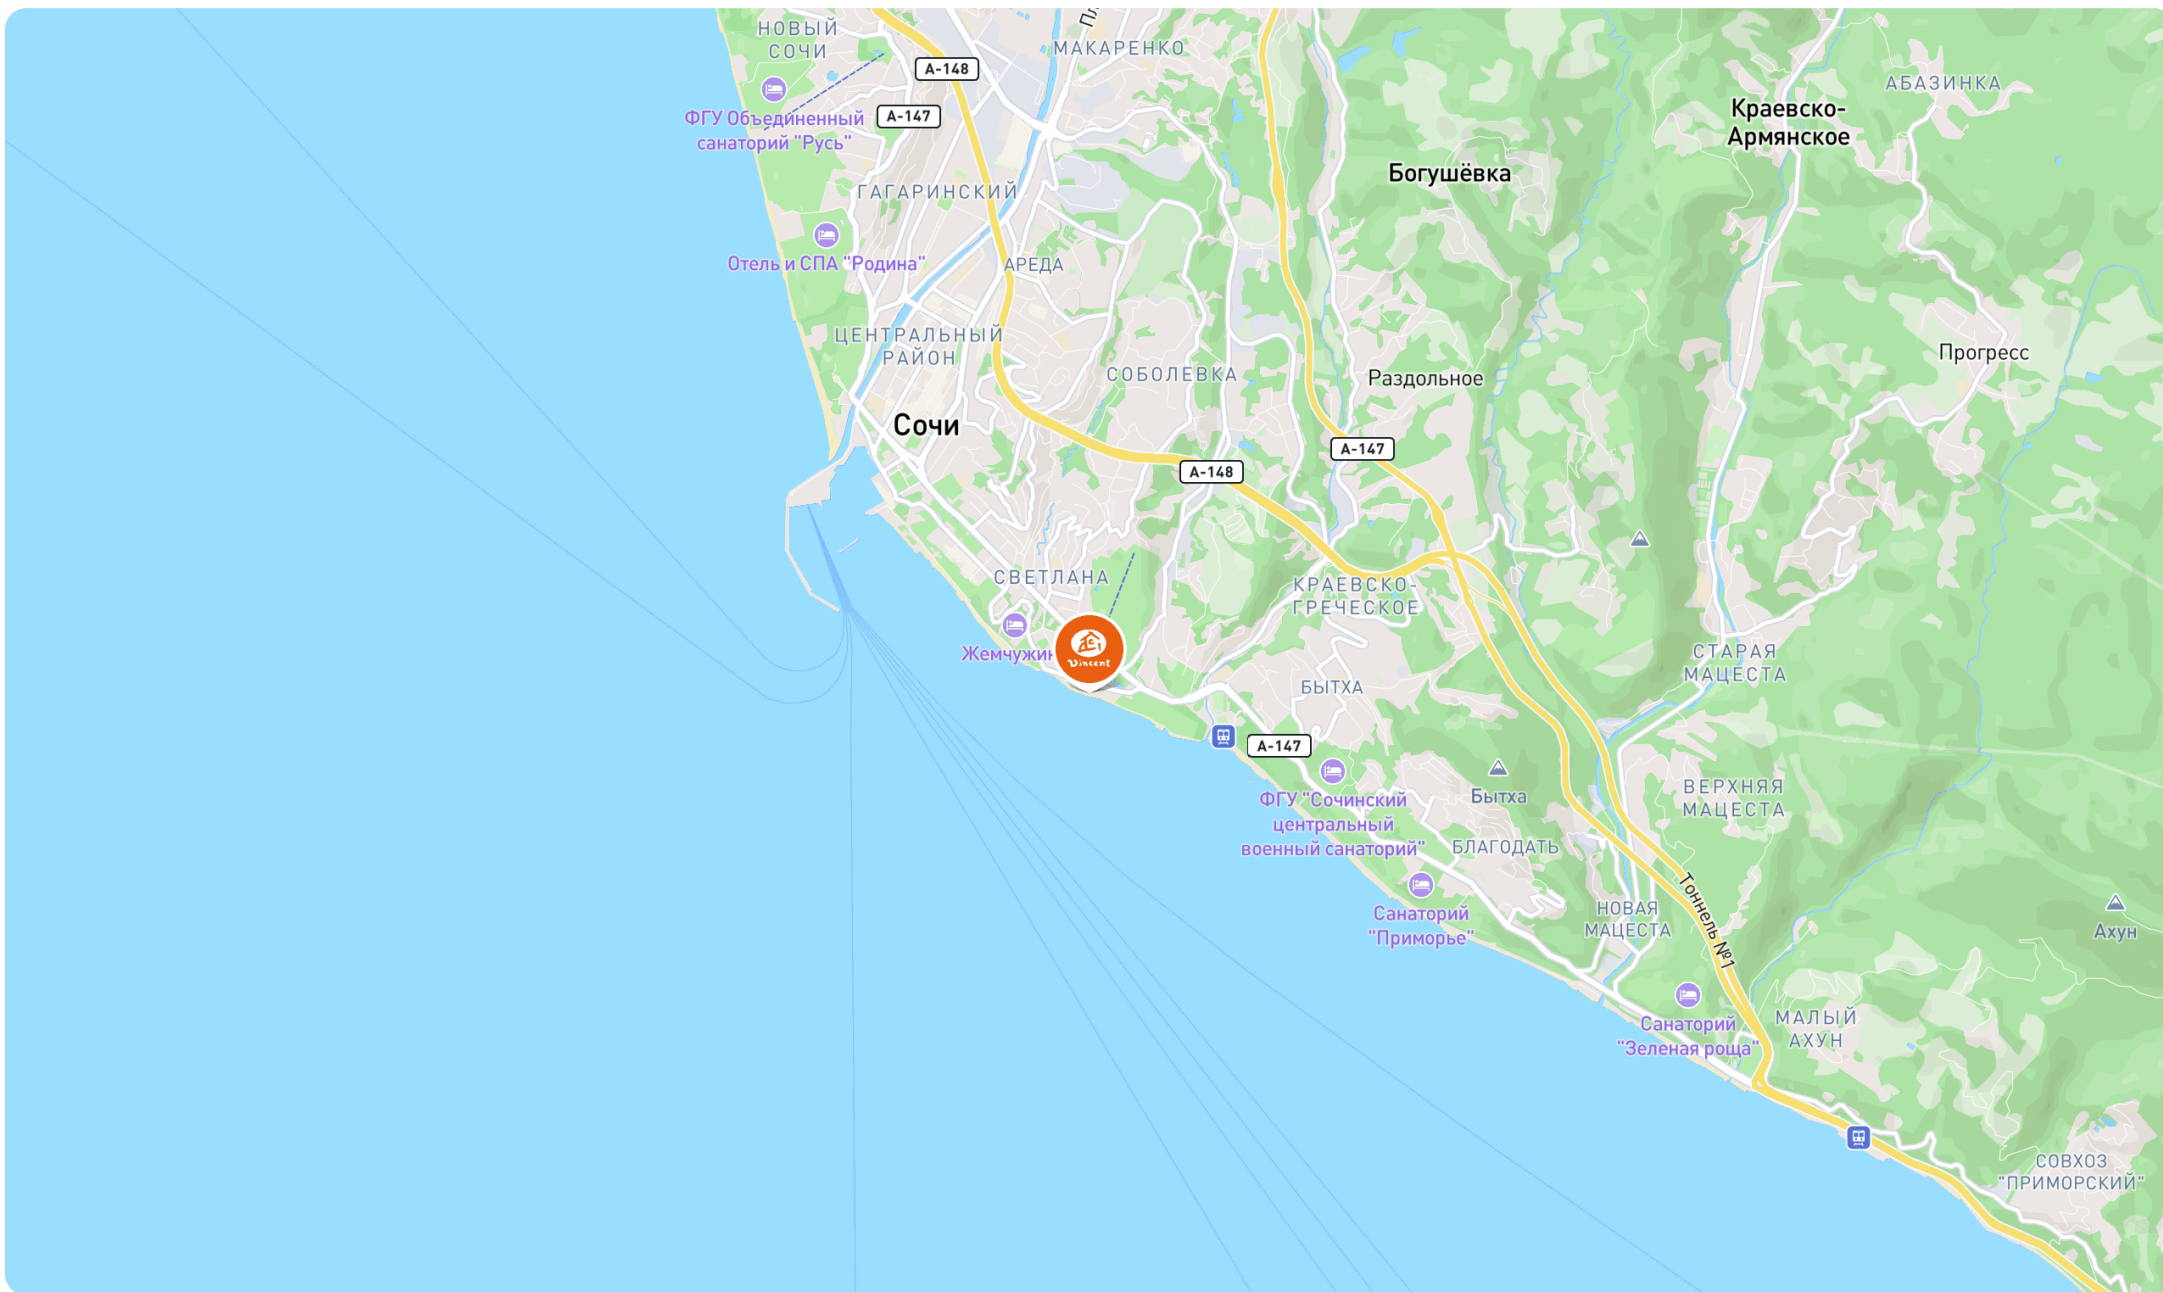 Пл
НОВЫЙ
СОЧИ
МАКАРЕНКО
А-148
АБАЗИНКА
Краевско-
Армянское
А-147
ФГУ Объединенный
санаторий "Русь"
Богушёвка
ГАГАРИНСКИЙ
Отель и СПА "Родина"
АРЕДА
ЦЕНТРАЛЬНЫЙ
РАЙОН
Прогресс
СОБОЛЕВКА
Раздольное
Сочи
А-147
А-148
СВЕТЛАНА
КРАЕВСКО-
ГРЕЧЕСКОЕ
Жемчужин
Vincent
СТАРАЯ
МАЦЕСТА
БЫТХА
А-147
ФГУ "Сочинский
центральный
военный санаторий"
Бытха
ВЕРХНЯЯ
МАЦЕСТА
БЛАГОДАТЬ
Тоннель №1
Санаторий
"Приморье"
НОВАЯ
МАЦЕСТА
Ахун
Санаторий
"Зеленая роща"
МАЛЫЙ
АХУН
СОВХОЗ
"ПРИМОРСКИЙ"